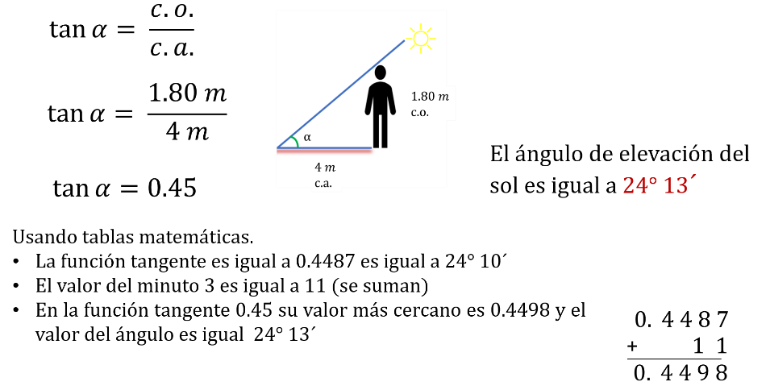 tan α = c. o. / c. a.
tan α = 1.80 m / 4 m
tan α = 0.45
α
1.80 m
c.o.
4 m
c.a.
El ángulo de elevación del
sol es igual a 24° 13´
Usando tablas matemáticas.
• La función tangente es igual a 0.4487 es igual a 24° 10´
• El valor del minuto 3 es igual a 11 (se suman)
• En la función tangente 0.45 su valor más cercano es 0.4498 y el
valor del ángulo es igual  24° 13´
0. 4 4 8 7
+ 1 1
0. 4 4 9 8